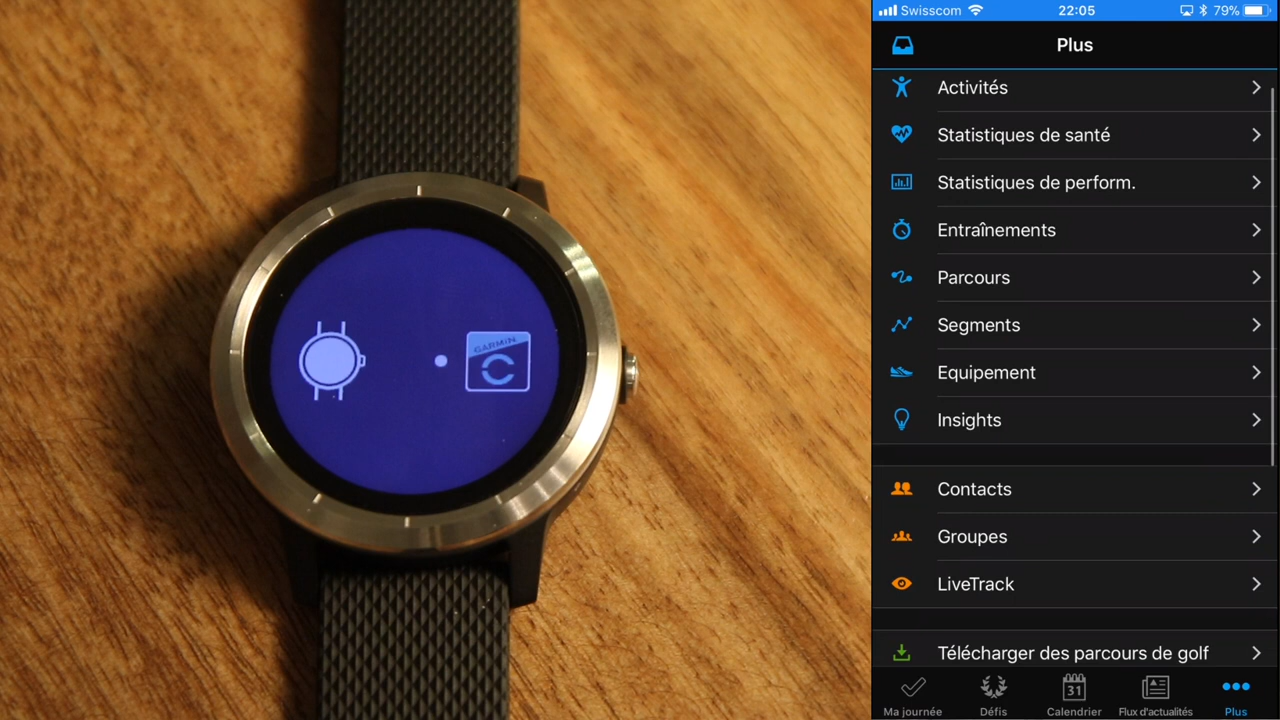 GARMIN
Swisscom
22:05
79%
Plus
Activités
Statistiques de santé
Statistiques de perform.
Entraînements
Parcours
Segments
Equipement
Insights
Contacts
Groupes
LiveTrack
Télécharger des parcours de golf
31
Ma journée
Défis
Calendrier
Flux d'actualités
Plus